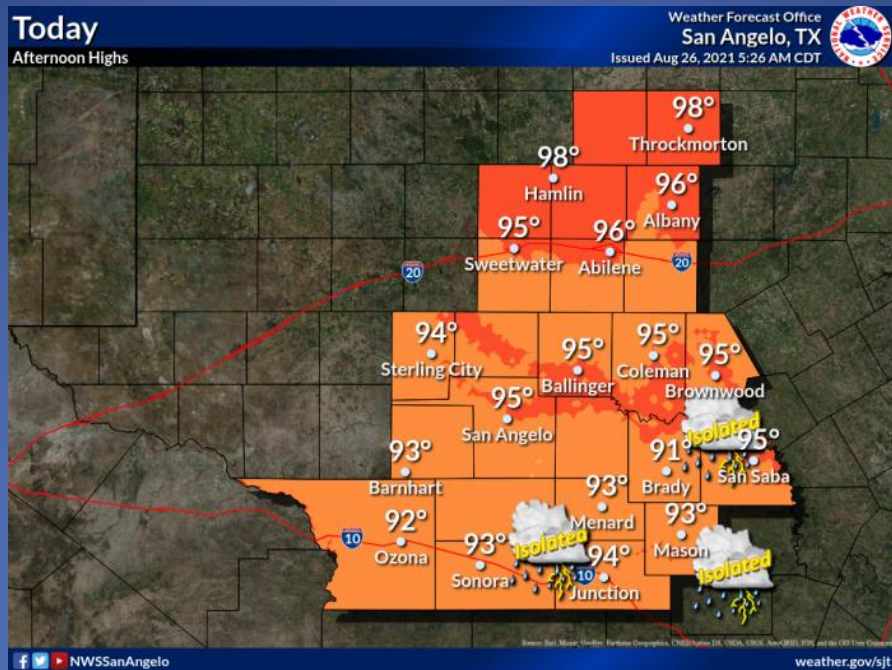 Today
Afternoon Highs
Weather Forecast Office
San Angelo, TX
Issued Aug 26, 2021 5:26 AM CDT
NATIONAL WEATHER SERVICE
98°
Throckmorton
98°
Hamlin
96°
Albany
95°
Sweetwater
96°
Abilene
20
20
94°
Sterling City
95°
Ballinger
95°
Coleman
95°
Brownwood
95°
San Angelo
Isolated
93°
Barnhart
91°
Brady
95°
San Saba
93°
Menard
92°
Ozona
10
93°
Sonora
Isolated
10
94°
Junction
93°
Mason
Isolated
NWSSanAngelo
weather.gov/sjt